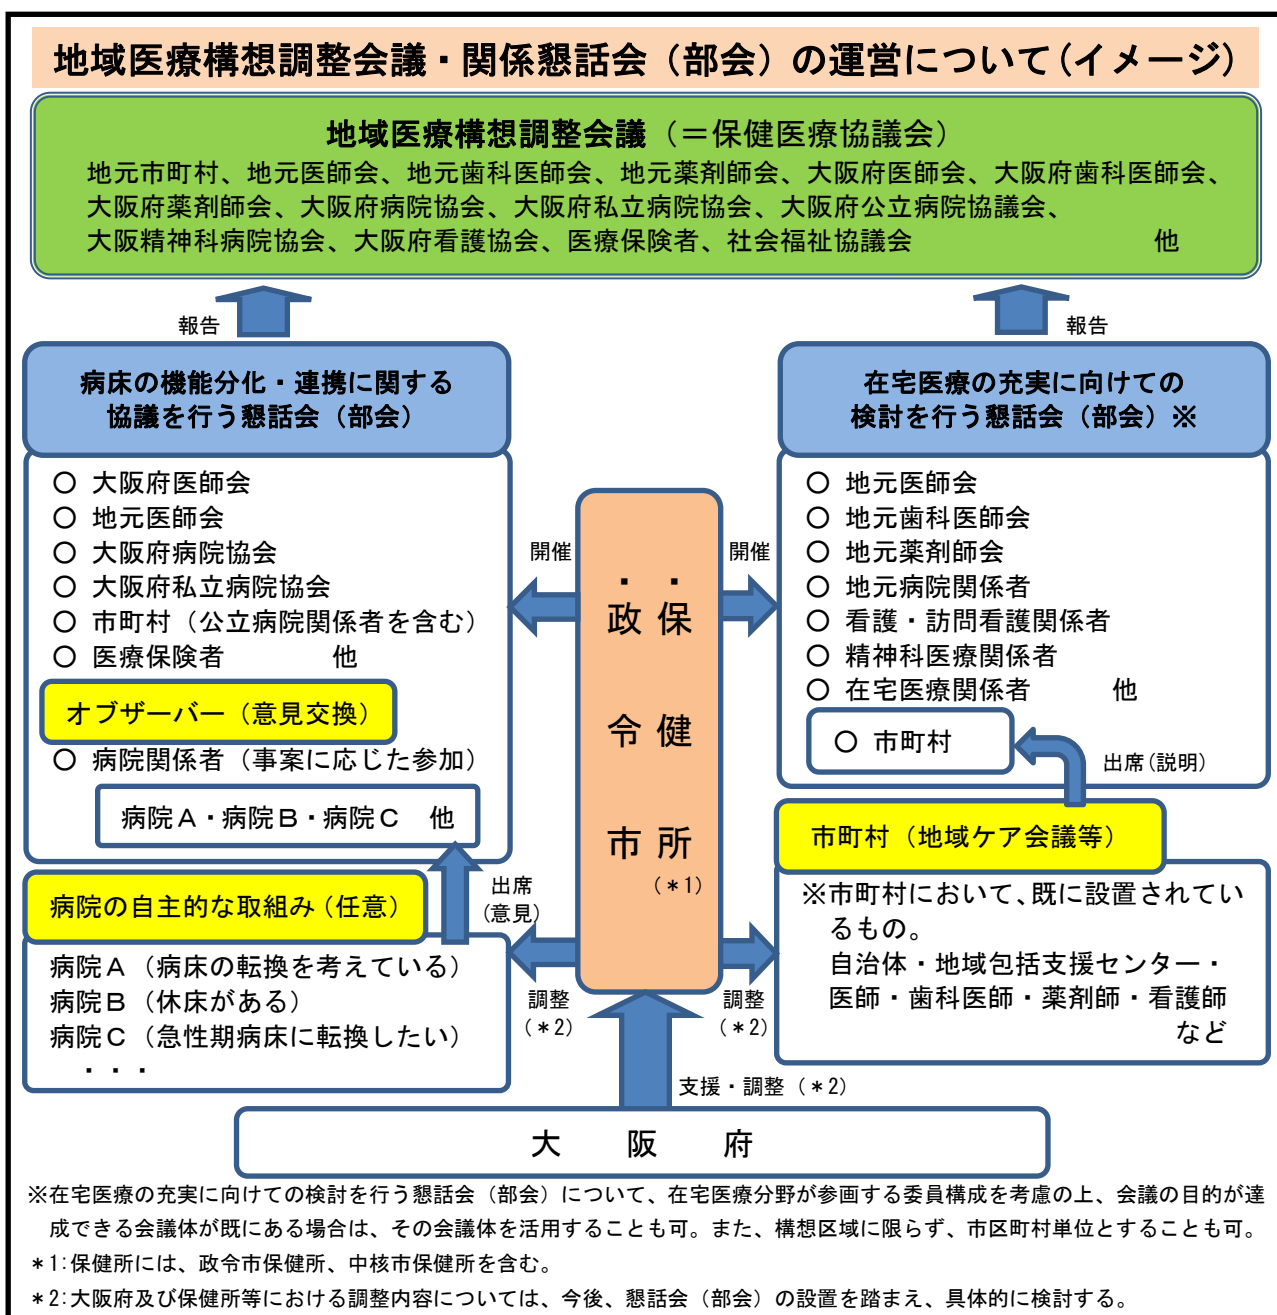 地域医療構想調整会議・関係懇話会（部会）の運営について(イメージ)
地域医療構想調整会議（＝保健医療協議会）
地元市町村、地元医師会、地元歯科医師会、地元薬剤師会、大阪府医師会、大阪府歯科医師会、
大阪府薬剤師会、大阪府病院協会、大阪府私立病院協会、大阪府公立病院協議会、
大阪精神科病院協会、大阪府看護協会、医療保険者、社会福祉協議会　他
報告
報告
病床の機能分化・連携に関する
協議を行う懇話会（部会）
○ 大阪府医師会
○ 地元医師会
○ 大阪府病院協会
○ 大阪府私立病院協会
○ 市町村（公立病院関係者を含む）
○ 医療保険者　他
オブザーバー（意見交換）
○ 病院関係者（事案に応じた参加）
病院Ａ・病院Ｂ・病院Ｃ　他
出席
(意見)
病院の自主的な取組み（任意）
病院Ａ（病床の転換を考えている）
病院Ｂ（休床がある）
病院Ｃ（急性期病床に転換したい）
・・・
開催
開催
・保健所
(＊1)
・政令市
調整
(＊2)
調整
(＊2)
在宅医療の充実に向けての
検討を行う懇話会（部会）※
○ 地元医師会
○ 地元歯科医師会
○ 地元薬剤師会
○ 地元病院関係者
○ 看護・訪問看護関係者
○ 精神科医療関係者
○ 在宅医療関係者　他
○ 市町村
出席(説明)
市町村（地域ケア会議等）
※市町村において、既に設置されてい
るもの。
自治体・地域包括支援センター・
医師・歯科医師・薬剤師・看護師
など
支援・調整（＊2）
大　阪　府
※在宅医療の充実に向けての検討を行う懇話会（部会）について、在宅医療分野が参画する委員構成を考慮の上、会議の目的が達
成できる会議体が既にある場合は、その会議体を活用することも可。また、構想区域に限らず、市区町村単位とすることも可。
＊1:保健所には、政令市保健所、中核市保健所を含む。
＊2:大阪府及び保健所等における調整内容については、今後、懇話会（部会）の設置を踏まえ、具体的に検討する。